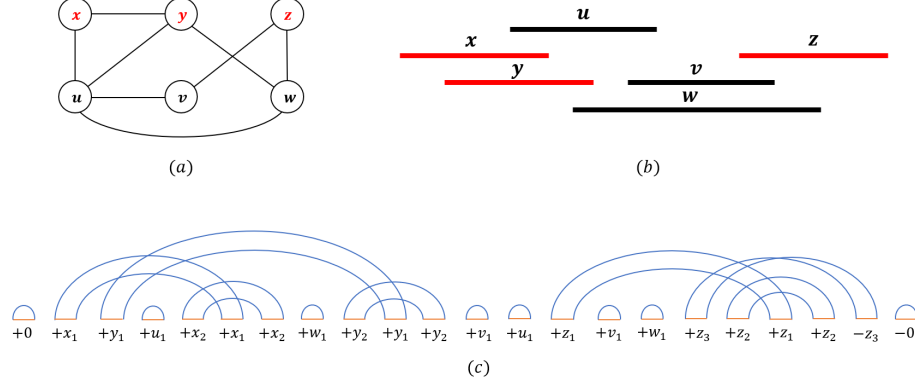 x y z
u v w
(a)
u
x z
y v
w
(b)
+0 +x₁ +y₁ +u₁ +x₂ +x₁ +x₂ +w₁ +y₂ +y₁ +y₂ +v₁ +u₁ +z₁ +v₁ +w₁ +z₃ +z₂ +z₁ +z₂ −z₃ −0
(c)